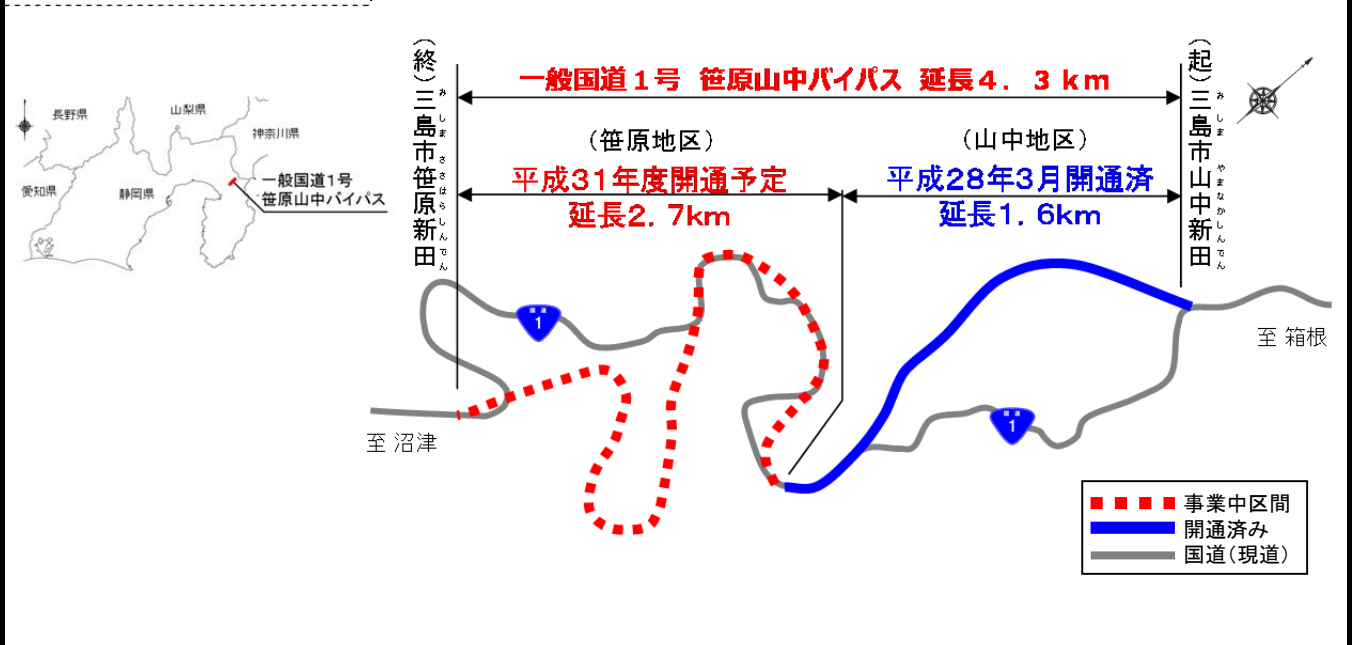 一般国道1号 笹原山中バイパス 延長4.3km
(終)三島市笹原新田
みしま ささはらしんでん
(起)三島市山中新田
みしま やまなかしんでん
(笹原地区)
平成31年度開通予定
延長2.7km
(山中地区)
平成28年3月開通済
延長1.6km
長野県
山梨県
神奈川県
愛知県
静岡県
一般国道1号
笹原山中バイパス
国道
1
至 箱根
至 沼津
国道
1
事業中区間
開通済み
国道(現道)